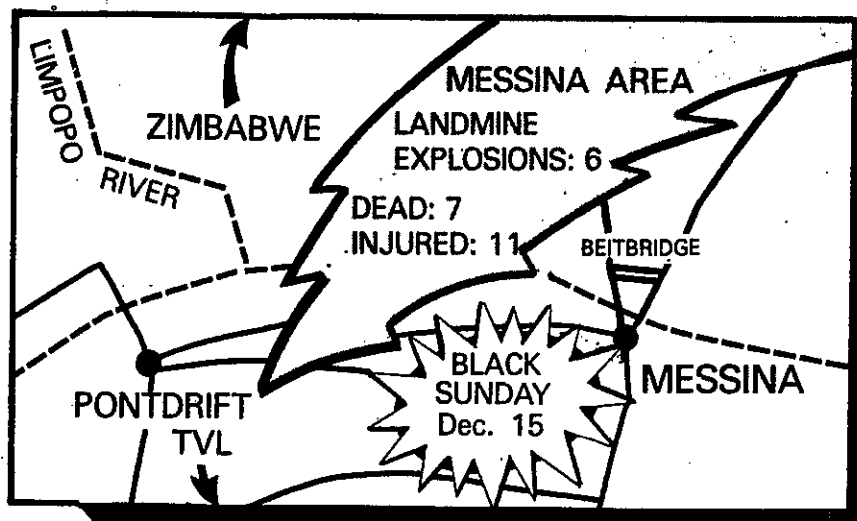 LIMPOPO
RIVER
ZIMBABWE
MESSINA AREA
LANDMINE
EXPLOSIONS: 6
DEAD: 7
INJURED: 11
BEITBRIDGE
BLACK
SUNDAY
Dec. 15
MESSINA
PONTDRIFT
TVL